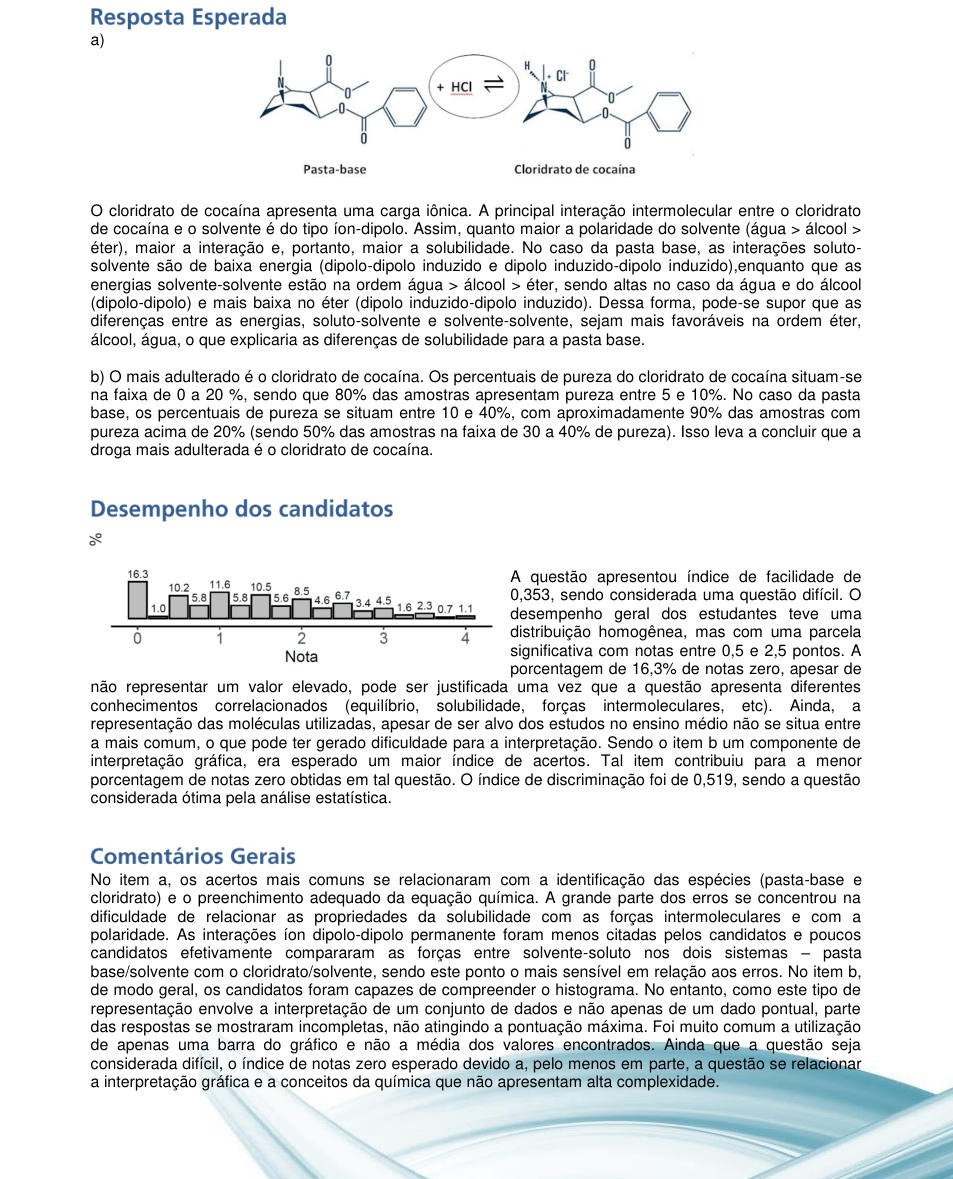 Resposta Esperada
a)
+ HCl ⇌
N
O
O
O
O
H
N
+ Cl-
O
O
O
O
Pasta-base
Cloridrato de cocaína
O cloridrato de cocaína apresenta uma carga iônica. A principal interação intermolecular entre o cloridrato
de cocaína e o solvente é do tipo íon-dipolo. Assim, quanto maior a polaridade do solvente (água > álcool >
éter), maior a interação e, portanto, maior a solubilidade. No caso da pasta base, as interações soluto-
solvente são de baixa energia (dipolo-dipolo induzido e dipolo induzido-dipolo induzido),enquanto que as
energias solvente-solvente estão na ordem água > álcool > éter, sendo altas no caso da água e do álcool
(dipolo-dipolo) e mais baixa no éter (dipolo induzido-dipolo induzido). Dessa forma, pode-se supor que as
diferenças entre as energias, soluto-solvente e solvente-solvente, sejam mais favoráveis na ordem éter,
álcool, água, o que explicaria as diferenças de solubilidade para a pasta base.
b) O mais adulterado é o cloridrato de cocaína. Os percentuais de pureza do cloridrato de cocaína situam-se
na faixa de 0 a 20 %, sendo que 80% das amostras apresentam pureza entre 5 e 10%. No caso da pasta
base, os percentuais de pureza se situam entre 10 e 40%, com aproximadamente 90% das amostras com
pureza acima de 20% (sendo 50% das amostras na faixa de 30 a 40% de pureza). Isso leva a concluir que a
droga mais adulterada é o cloridrato de cocaína.
Desempenho dos candidatos
%
16.3 1.0 10.2 5.8 11.6 5.8 10.5 5.6 8.5 4.6 6.7 3.4 4.5 1.6 2.3 0.7 1.1
0 1 2 3 4
Nota
A questão apresentou índice de facilidade de
0,353, sendo considerada uma questão difícil. O
desempenho geral dos estudantes teve uma
distribuição homogênea, mas com uma parcela
significativa com notas entre 0,5 e 2,5 pontos. A
porcentagem de 16,3% de notas zero, apesar de
não representar um valor elevado, pode ser justificada uma vez que a questão apresenta diferentes
conhecimentos correlacionados (equilíbrio, solubilidade, forças intermoleculares, etc). Ainda, a
representação das moléculas utilizadas, apesar de ser alvo dos estudos no ensino médio não se situa entre
a mais comum, o que pode ter gerado dificuldade para a interpretação. Sendo o item b um componente de
interpretação gráfica, era esperado um maior índice de acertos. Tal item contribuiu para a menor
porcentagem de notas zero obtidas em tal questão. O índice de discriminação foi de 0,519, sendo a questão
considerada ótima pela análise estatística.
Comentários Gerais
No item a, os acertos mais comuns se relacionaram com a identificação das espécies (pasta-base e
cloridrato) e o preenchimento adequado da equação química. A grande parte dos erros se concentrou na
dificuldade de relacionar as propriedades da solubilidade com as forças intermoleculares e com a
polaridade. As interações íon dipolo-dipolo permanente foram menos citadas pelos candidatos e poucos
candidatos efetivamente compararam as forças entre solvente-soluto nos dois sistemas – pasta
base/solvente com o cloridrato/solvente, sendo este ponto o mais sensível em relação aos erros. No item b,
de modo geral, os candidatos foram capazes de compreender o histograma. No entanto, como este tipo de
representação envolve a interpretação de um conjunto de dados e não apenas de um dado pontual, parte
das respostas se mostraram incompletas, não atingindo a pontuação máxima. Foi muito comum a utilização
de apenas uma barra do gráfico e não a média dos valores encontrados. Ainda que a questão seja
considerada difícil, o índice de notas zero esperado devido a, pelo menos em parte, a questão se relacionar
a interpretação gráfica e a conceitos da química que não apresentam alta complexidade.